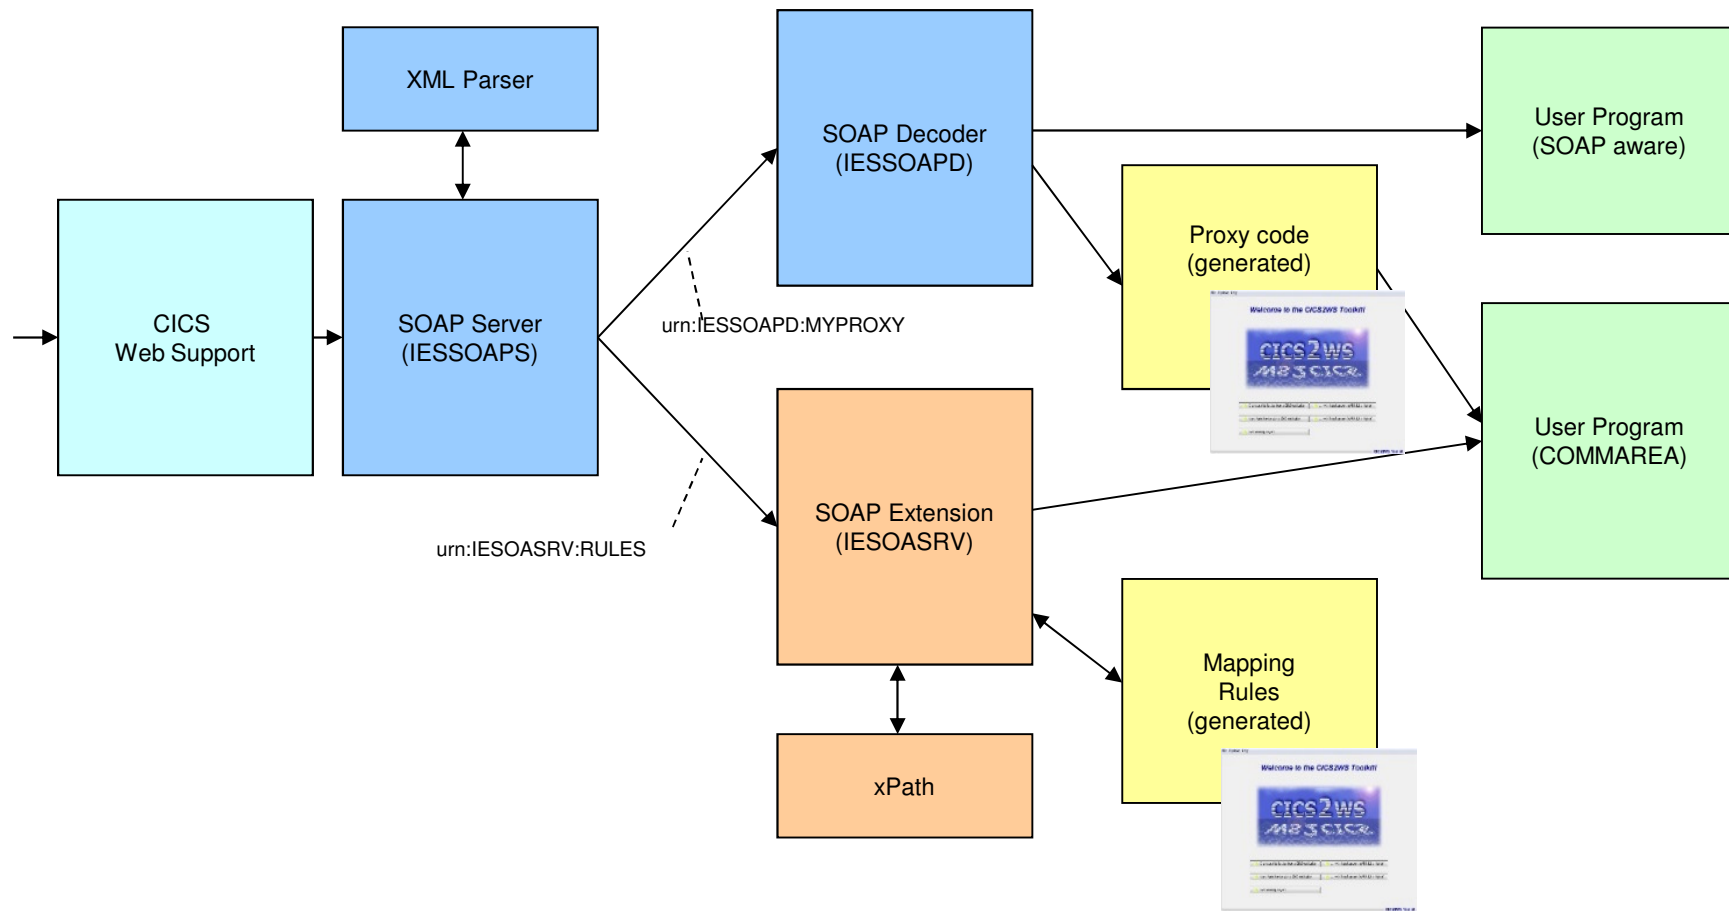 XML Parser
SOAP Decoder
(IESSOAPD)
User Program
(SOAP aware)
CICS
Web Support
SOAP Server
(IESSOAPS)
urn:IESSOAPD:MYPROXY
Proxy code
(generated)
Welcome to the CICS2WS Toolkit!
CICS2WS
User Program
(COMMAREA)
urn:IESOASRV:RULES
SOAP Extension
(IESOASRV)
Mapping
Rules
(generated)
xPath
Welcome to the CICS2WS Toolkit!
CICS2WS